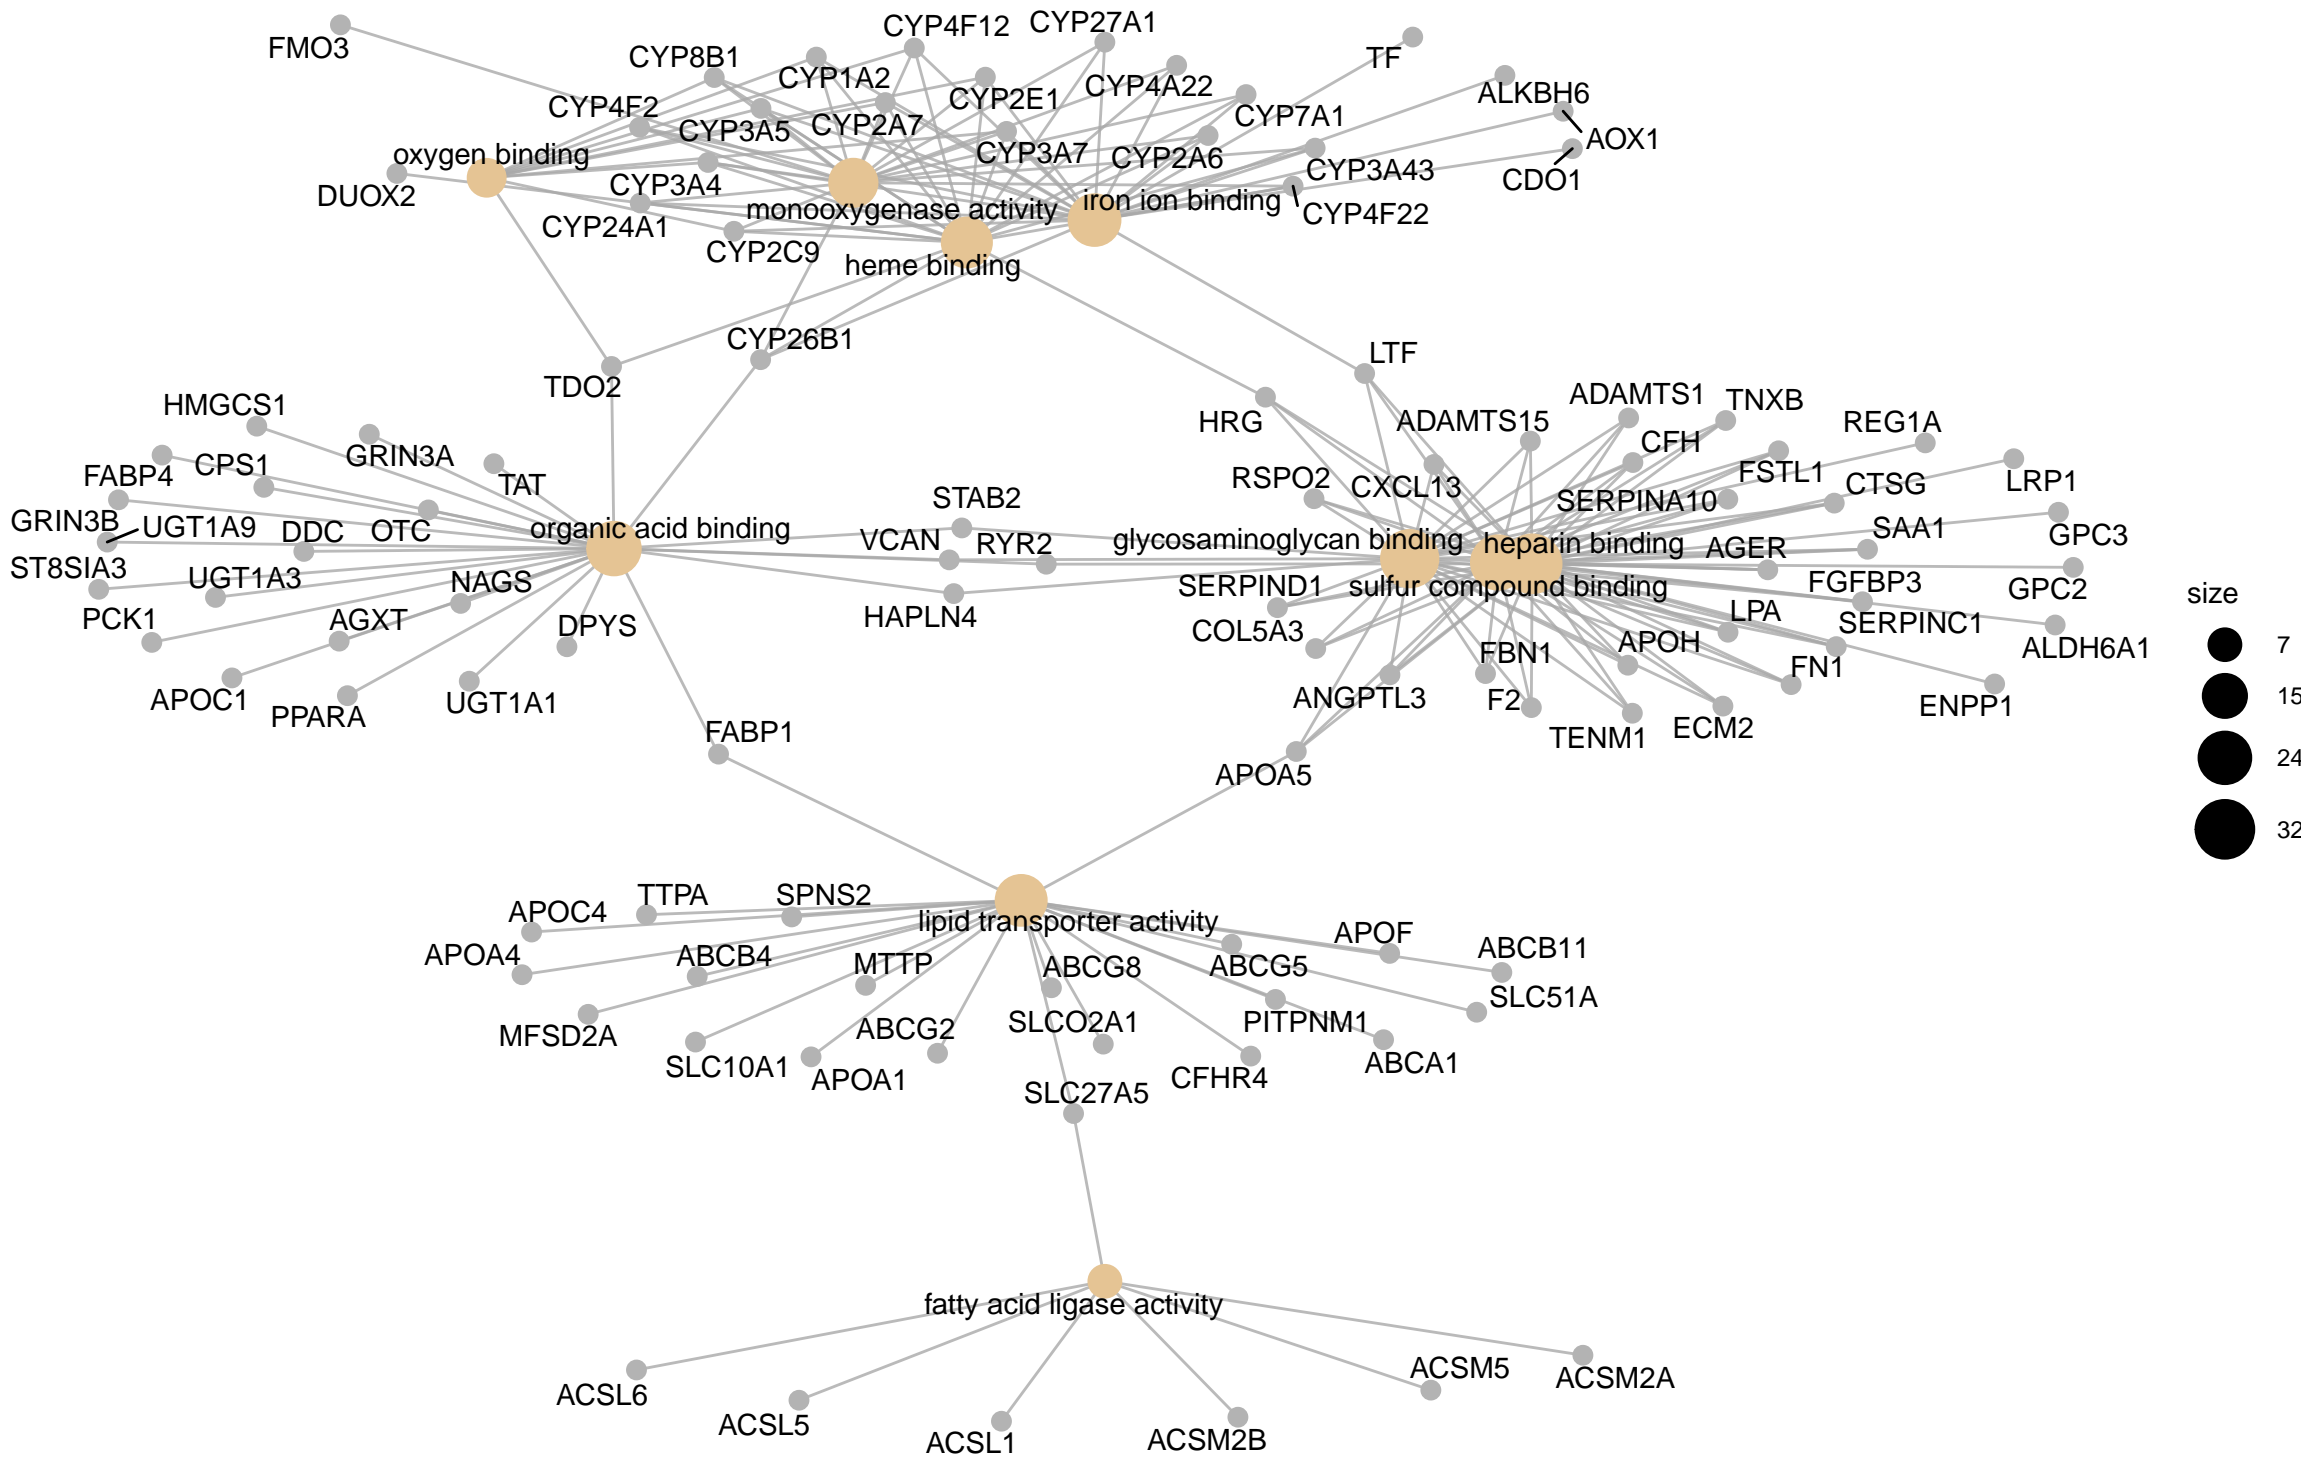 CYP4F12
CYP27A1
FMO3
CYP8B1
TF
CYP1A2
CYP4A22
ALKBH6
CYP4F2
CYP2E1
CYP3A5
CYP2A7
CYP7A1
AOX1
oxygen binding
CYP3A7
CYP2A6
CYP3A43
CDO1
DUOX2
CYP3A4
monooxygenase activity
iron ion binding
CYP4F22
CYP24A1
CYP2C9
heme binding
CYP26B1
LTF
TDO2
HMGCS1
ADAMTS1
TNXB
HRG
ADAMTS15
REG1A
GRIN3A
CFH
FABP4
CPS1
TAT
RSPO2
CXCL13
FSTL1
CTSG
LRP1
STAB2
SERPINA10
GRIN3B
UGT1A9
DDC
OTC
organic acid binding
VCAN
RYR2
glycosaminoglycan binding
heparin binding
AGER
SAA1
GPC3
ST8SIA3
UGT1A3
NAGS
SERPIND1
sulfur compound binding
FGFBP3
GPC2
size
PCK1
AGXT
DPYS
HAPLN4
COL5A3
LPA
SERPINC1
FBN1
APOH
FN1
ALDH6A1
7
APOC1
PPARA
UGT1A1
ANGPTL3
F2
ENPP1
15
FABP1
TENM1
ECM2
24
APOA5
32
TTPA
SPNS2
APOC4
lipid transporter activity
APOF
APOA4
ABCB4
MTTP
ABCG8
ABCG5
ABCB11
SLC51A
MFSD2A
ABCG2
SLCO2A1
PITPNM1
SLC10A1
APOA1
SLC27A5
CFHR4
ABCA1
fatty acid ligase activity
ACSL6
ACSM5
ACSM2A
ACSL5
ACSL1
ACSM2B